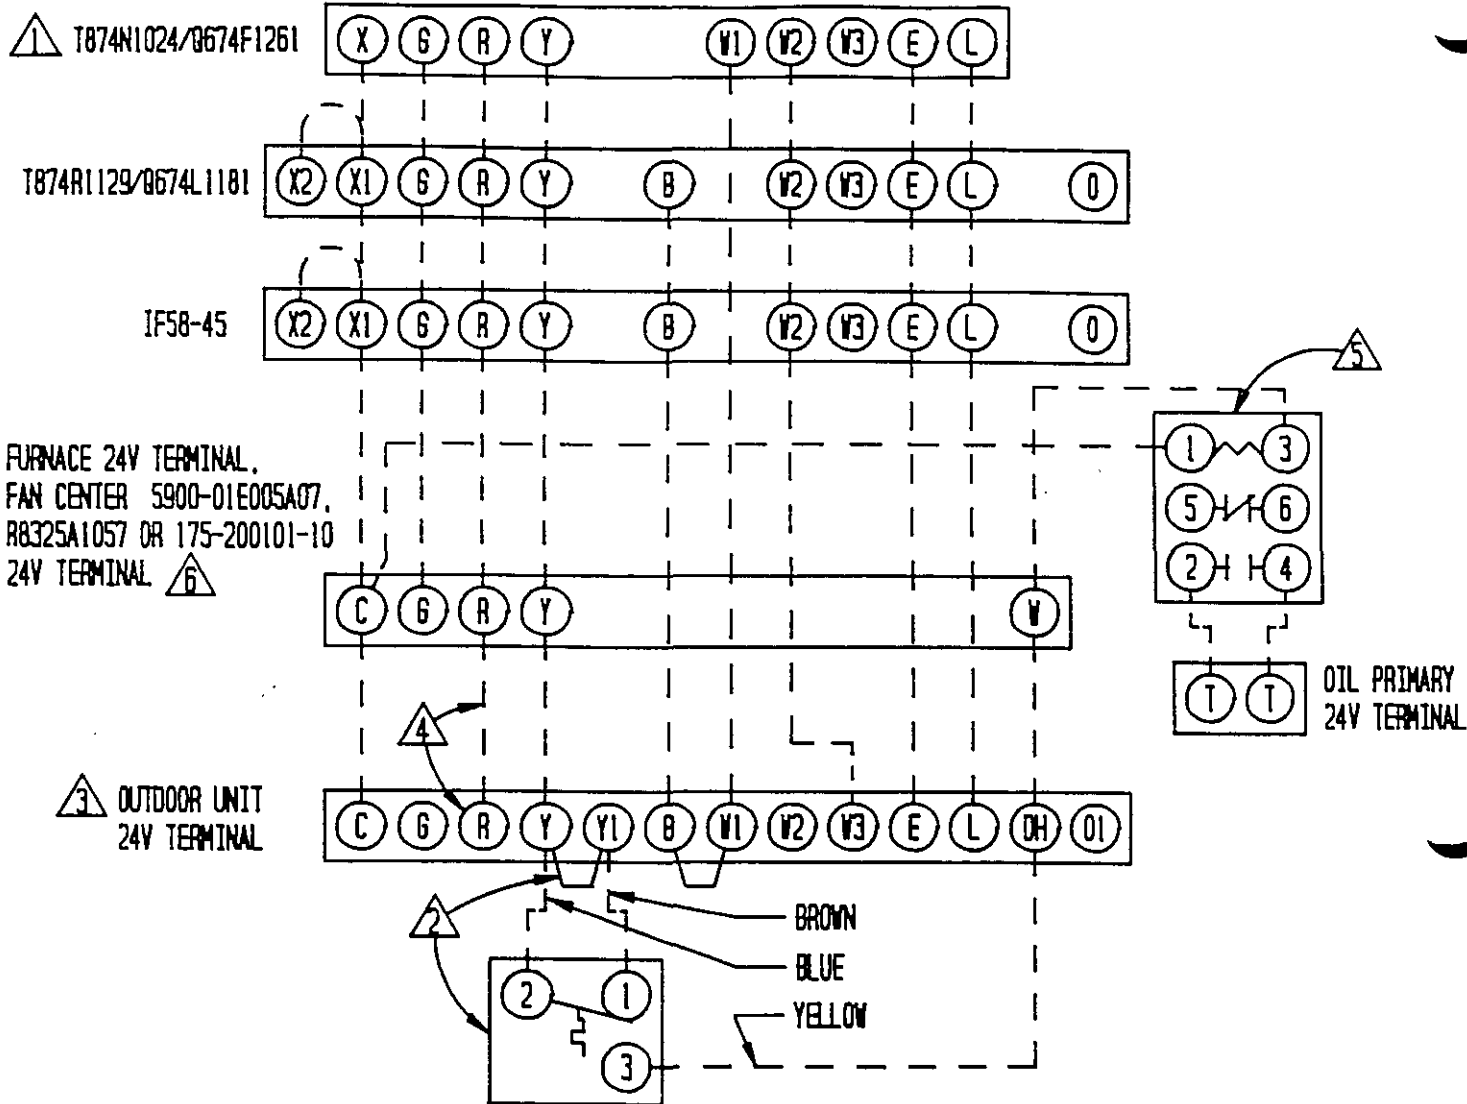 1 T874N1024/Q674F1261
X G R Y W1 W2 W3 E L
T874R1129/Q674L1181
X2 X1 G R Y B W2 W3 E L O
IF58-45
X2 X1 G R Y B W2 W3 E L O
5
1 3
5 6
2 4
FURNACE 24V TERMINAL,
FAN CENTER 5900-01E005A07,
R8325A1057 OR 175-200101-10
24V TERMINAL 6
C G R Y W
T T
OIL PRIMARY
24V TERMINAL
4
3 OUTDOOR UNIT
24V TERMINAL
C G R Y Y1 B W1 W2 W3 E L DH O1
2
BROWN
BLUE
YELLOW
2 1
3